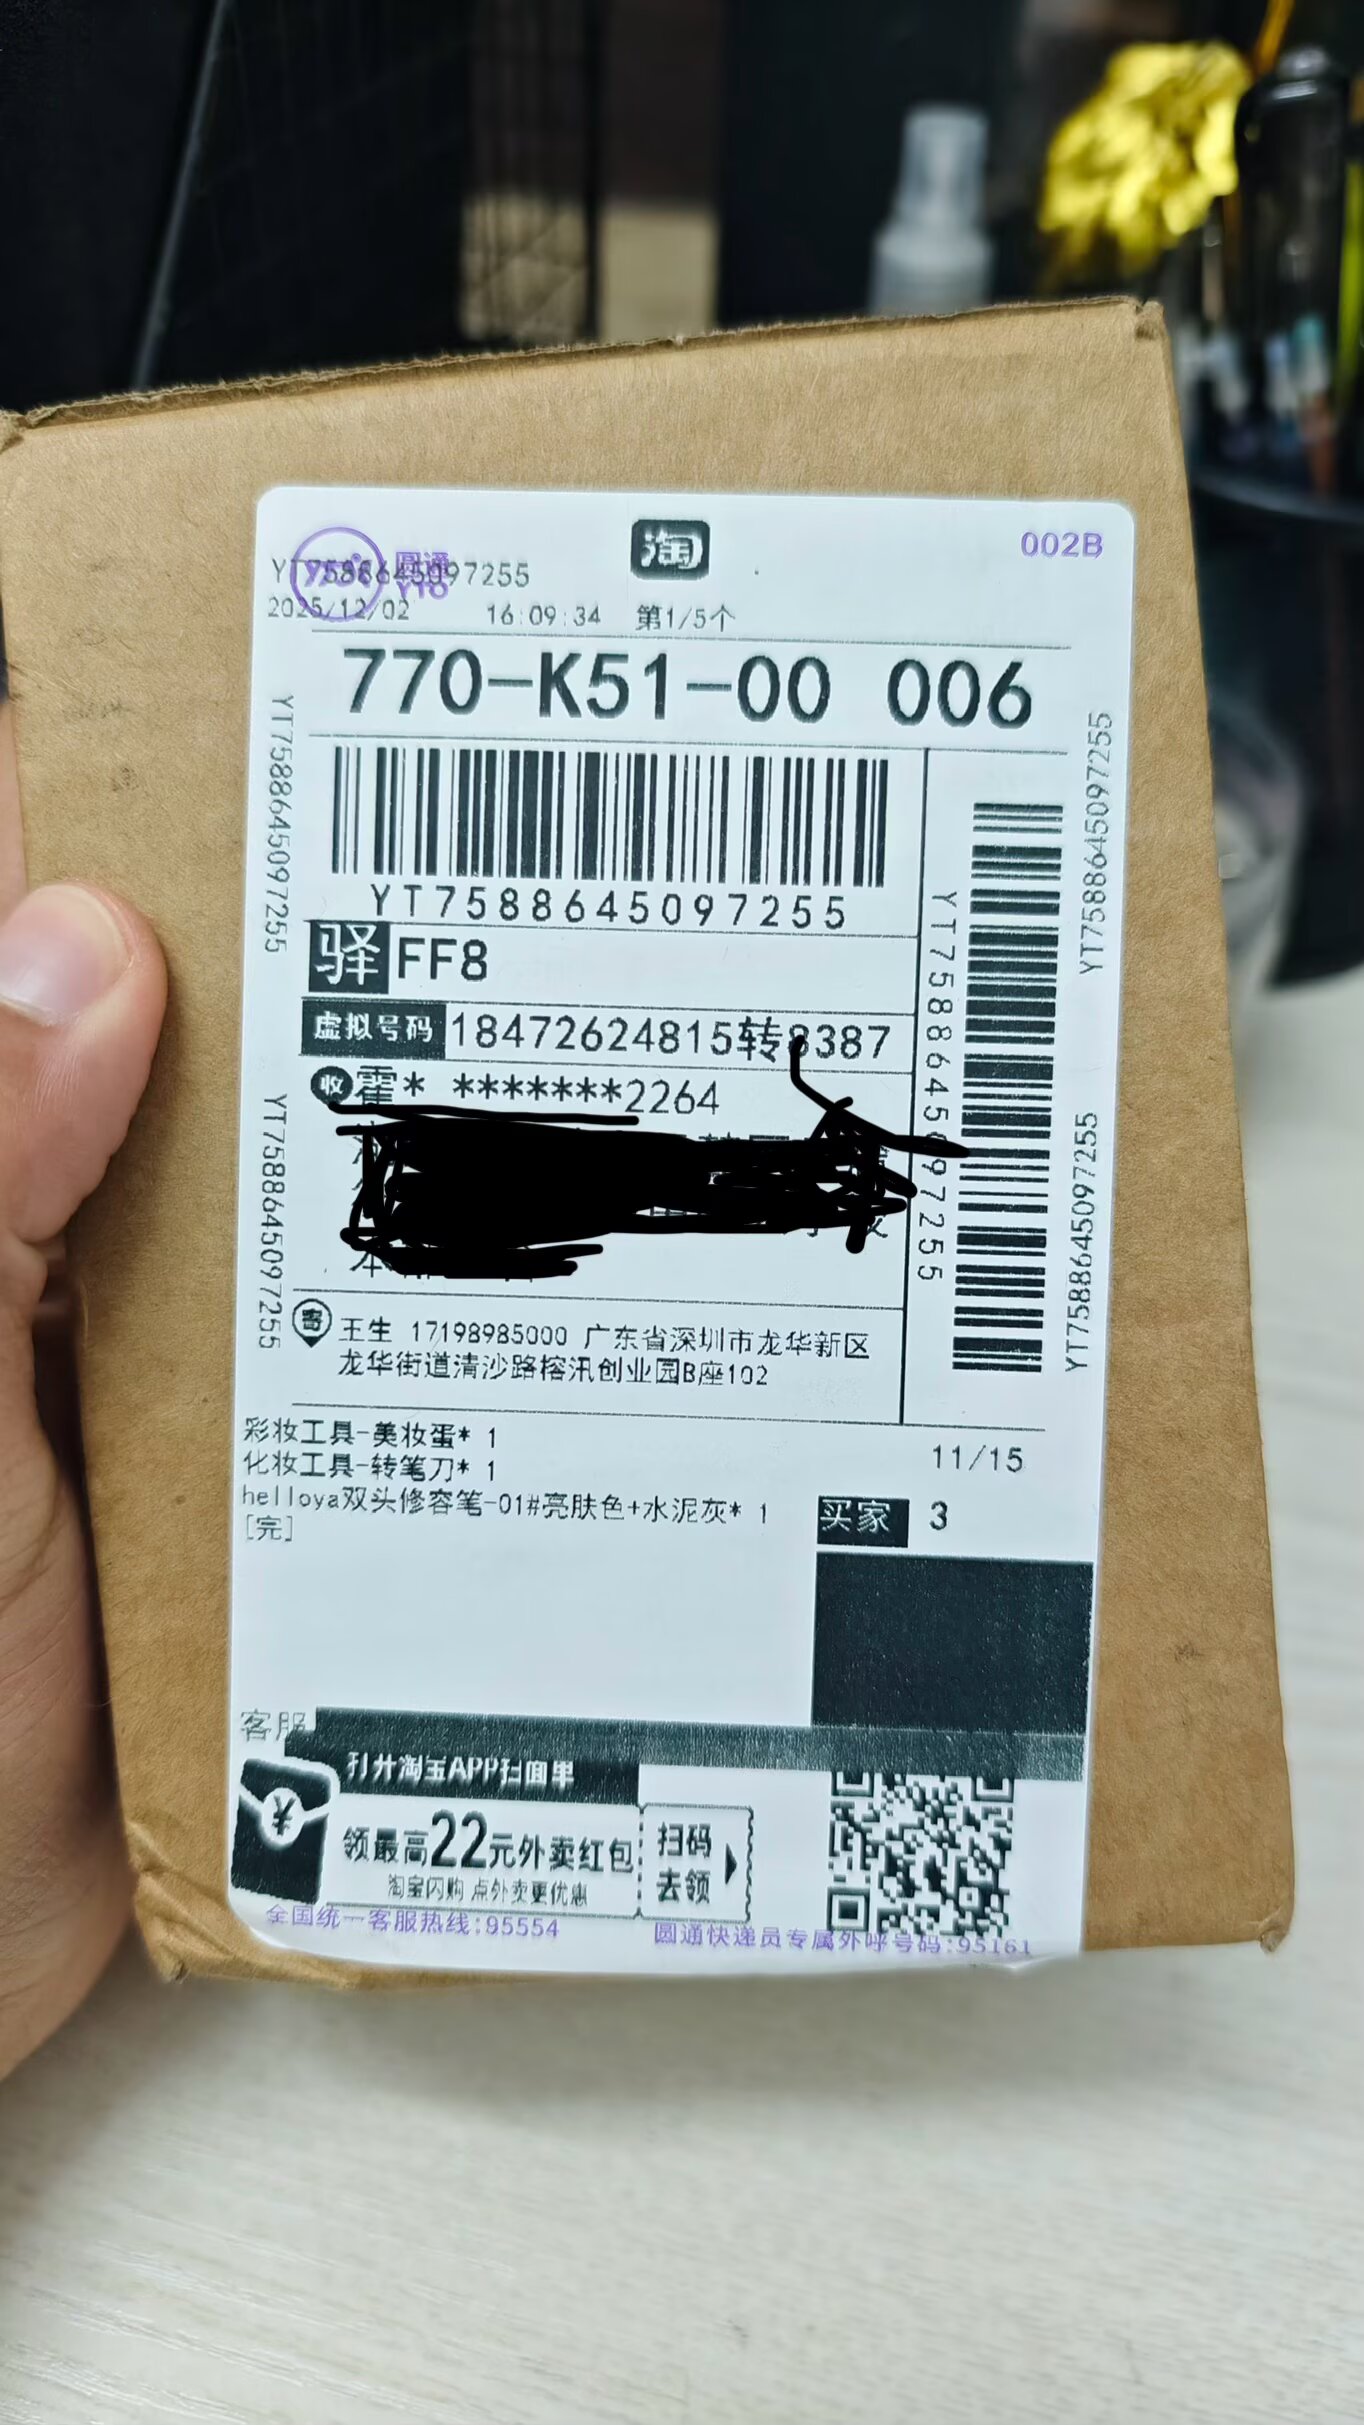 淘
002B
YT7588645097255
圆通
YTO
2025/12/02 16:09:34 第1/5个
770-K51-00 006
YT7588645097255
驿 FF8
虚拟号码 18472624815转8387
收 霍* *******2264
本
寄 王生 17198985000 广东省深圳市龙华新区
龙华街道清沙路榕汛创业园B座102
彩妆工具-美妆蛋* 1
化妆工具-转笔刀* 1
helloya双头修容笔-01#亮肤色+水泥灰* 1
[完]
11/15
买家 3
客服
打开淘宝APP扫面单
领最高22元外卖红包
淘宝闪购 点外卖更优惠
扫码
去领
全国统一客服热线:95554
圆通快递员专属外呼号码:95161
YT7588645097255
YT7588645097255
YT7588645097255
YT7588645097255
YT7588645097255